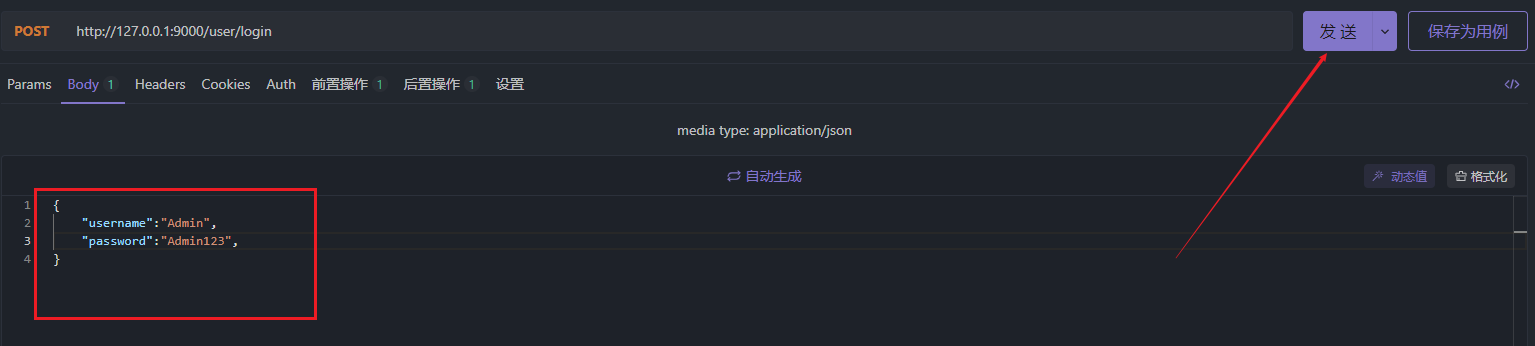 POST http://127.0.0.1:9000/user/login 发 送 保存为用例
Params Body 1 Headers Cookies Auth 前置操作 1 后置操作 1 设置 </>
media type: application/json
自动生成 动态值 格式化
1 {
2 "username":"Admin",
3 "password":"Admin123",
4 }